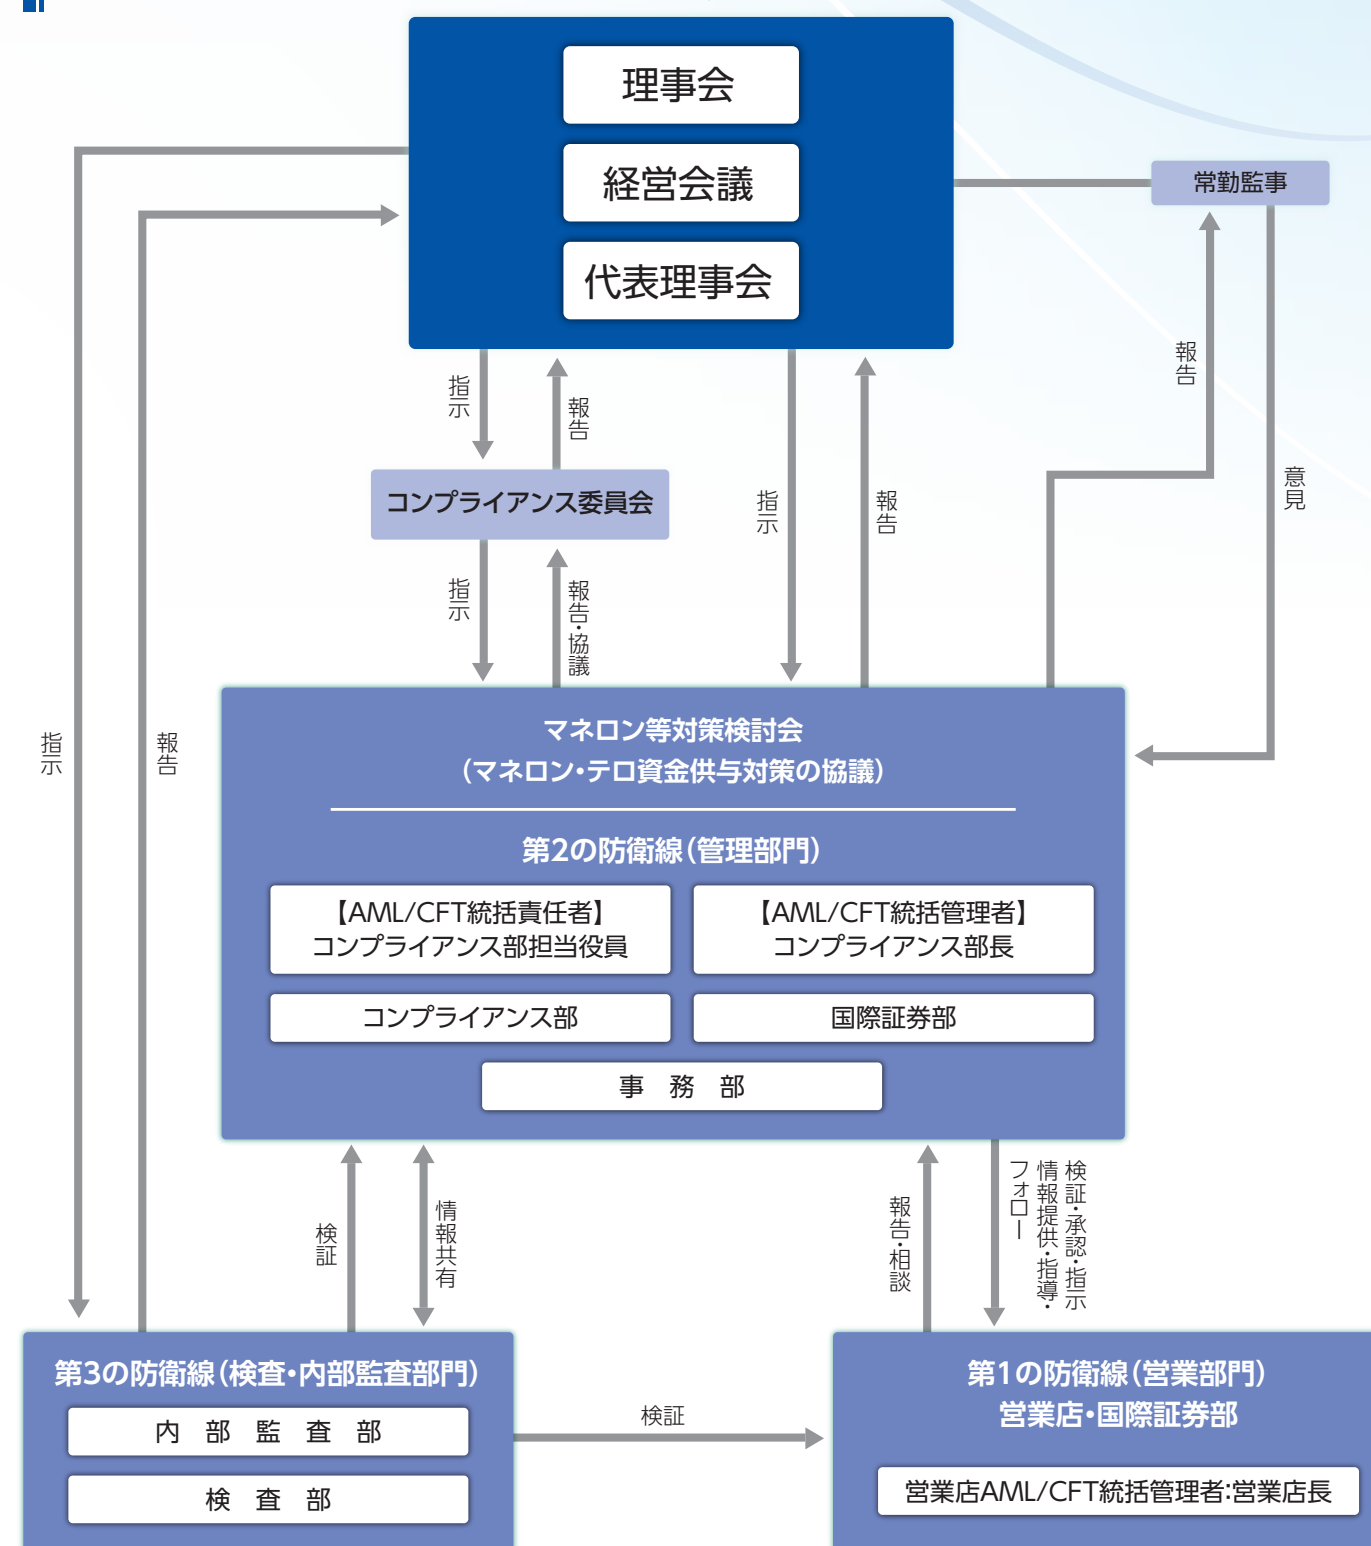 理事会
経営会議
代表理事会
常勤監事
指示
報告
指示
報告
報告
意見
コンプライアンス委員会
指示
報告・協議
指示
報告
指示
報告
マネロン等対策検討会
（マネロン・テロ資金供与対策の協議）
第2の防衛線（管理部門）
【AML/CFT統括責任者】
コンプライアンス部担当役員
【AML/CFT統括管理者】
コンプライアンス部長
コンプライアンス部
国際証券部
事　務　部
検証
情報共有
報告・相談
検証・承認・指示
情報提供・指導・
フォロー
第3の防衛線（検査・内部監査部門）
内　部　監　査　部
検　査　部
検証
第1の防衛線（営業部門）
営業店・国際証券部
営業店AML/CFT統括管理者：営業店長